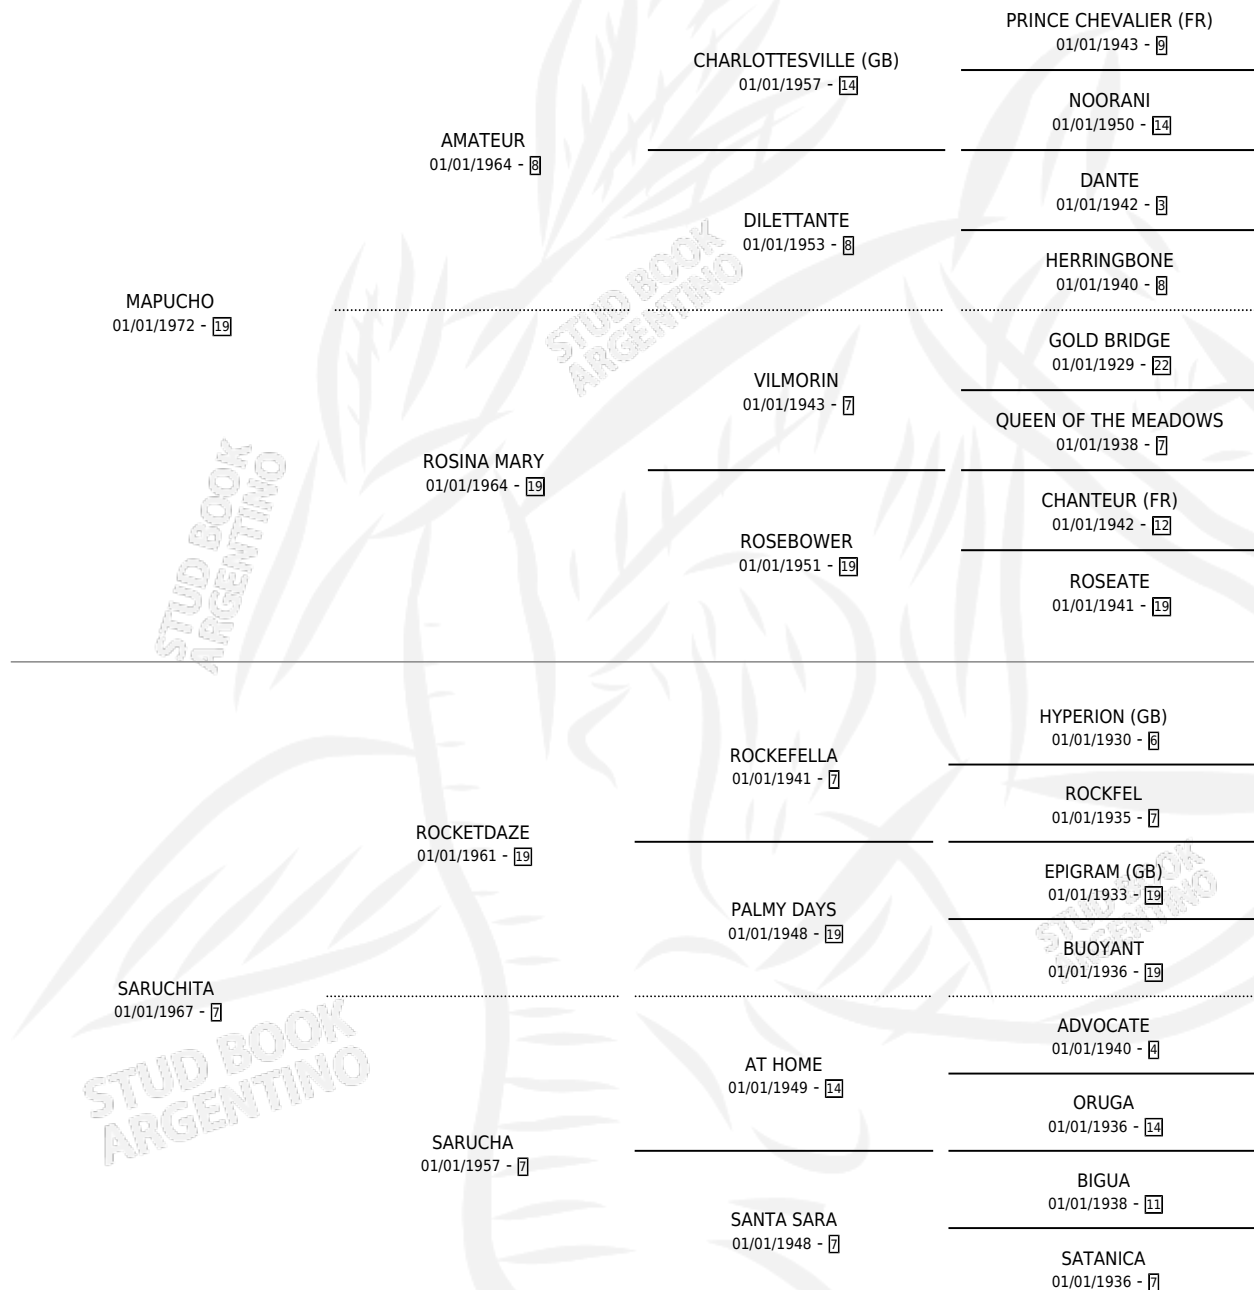 PRINCE CHEVALIER (FR)
01/01/1943 - 9
CHARLOTTESVILLE (GB)
01/01/1957 - 14
NOORANI
01/01/1950 - 14
AMATEUR
01/01/1964 - 8
DANTE
01/01/1942 - 3
DILETTANTE
01/01/1953 - 8
HERRINGBONE
01/01/1940 - 8
MAPUCHO
01/01/1972 - 19
GOLD BRIDGE
01/01/1929 - 22
VILMORIN
01/01/1943 - 7
QUEEN OF THE MEADOWS
01/01/1938 - 7
ROSINA MARY
01/01/1964 - 19
CHANTEUR (FR)
01/01/1942 - 12
ROSEBOWER
01/01/1951 - 19
ROSEATE
01/01/1941 - 19
HYPERION (GB)
01/01/1930 - 6
ROCKEFELLA
01/01/1941 - 7
ROCKFEL
01/01/1935 - 7
ROCKETDAZE
01/01/1961 - 19
EPIGRAM (GB)
01/01/1933 - 19
PALMY DAYS
01/01/1948 - 19
BUOYANT
01/01/1936 - 19
SARUCHITA
01/01/1967 - 7
ADVOCATE
01/01/1940 - 4
AT HOME
01/01/1949 - 14
ORUGA
01/01/1936 - 14
SARUCHA
01/01/1957 - 7
BIGUA
01/01/1938 - 11
SANTA SARA
01/01/1948 - 7
SATANICA
01/01/1936 - 7
STUD BOOK
ARGENTINO
STUD BOOK
ARGENTINO
STUD BOOK
ARGENTINO
STUD BOOK
ARGENTINO